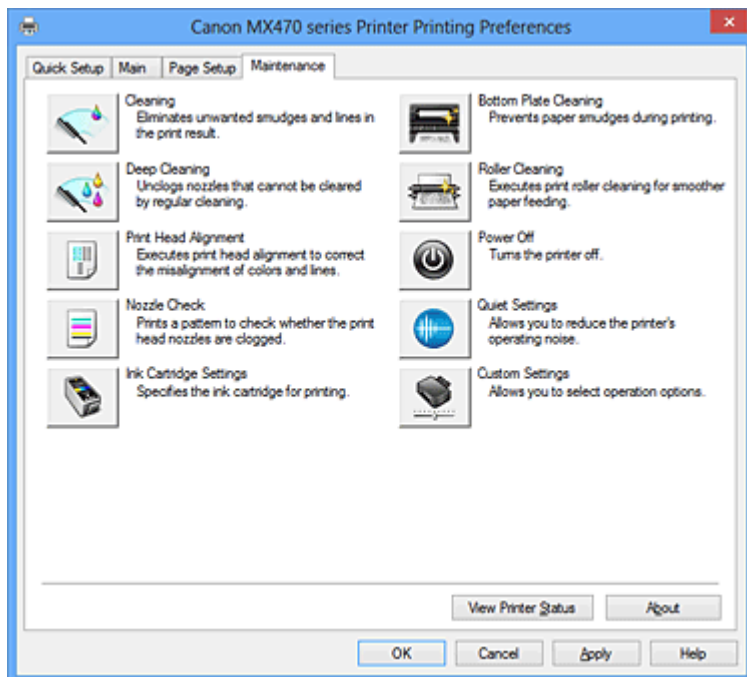 Canon MX470 series Printer Printing Preferences
Quick Setup
Main
Page Setup
Maintenance
Cleaning
Eliminates unwanted smudges and lines in
the print result.
Deep Cleaning
Unclogs nozzles that cannot be cleared
by regular cleaning.
Print Head Alignment
Executes print head alignment to correct
the misalignment of colors and lines.
Nozzle Check
Prints a pattern to check whether the print
head nozzles are clogged.
Ink Cartridge Settings
Specifies the ink cartridge for printing.
Bottom Plate Cleaning
Prevents paper smudges during printing.
Roller Cleaning
Executes print roller cleaning for smoother
paper feeding.
Power Off
Turns the printer off.
Quiet Settings
Allows you to reduce the printer's
operating noise.
Custom Settings
Allows you to select operation options.
View Printer Status
About
OK
Cancel
Apply
Help